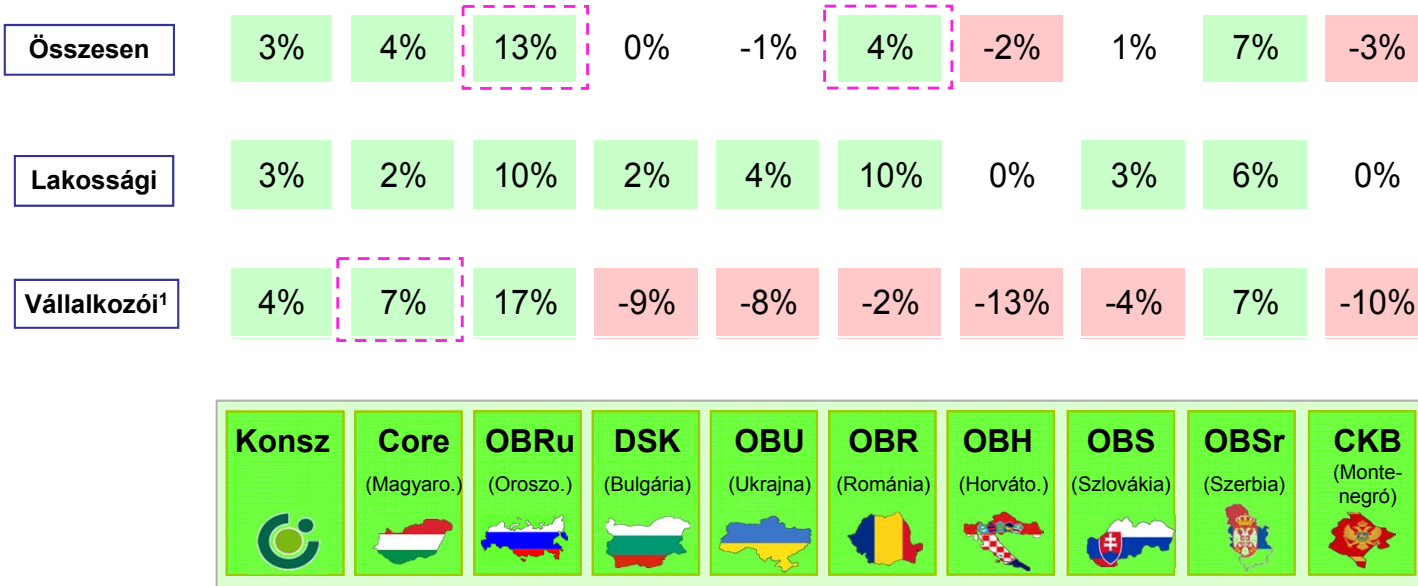 Összesen 3% 4% 13% 0% -1% 4% -2% 1% 7% -3%
Lakossági 3% 2% 10% 2% 4% 10% 0% 3% 6% 0%
Vállalkozói¹ 4% 7% 17% -9% -8% -2% -13% -4% 7% -10%
Konsz Core OBRu DSK OBU OBR OBH OBS OBSr CKB
(Magyaro.) (Oroszo.) (Bulgária) (Ukrajna) (Románia) (Horváto.) (Szlovákia) (Szerbia) (Monte-
negró)